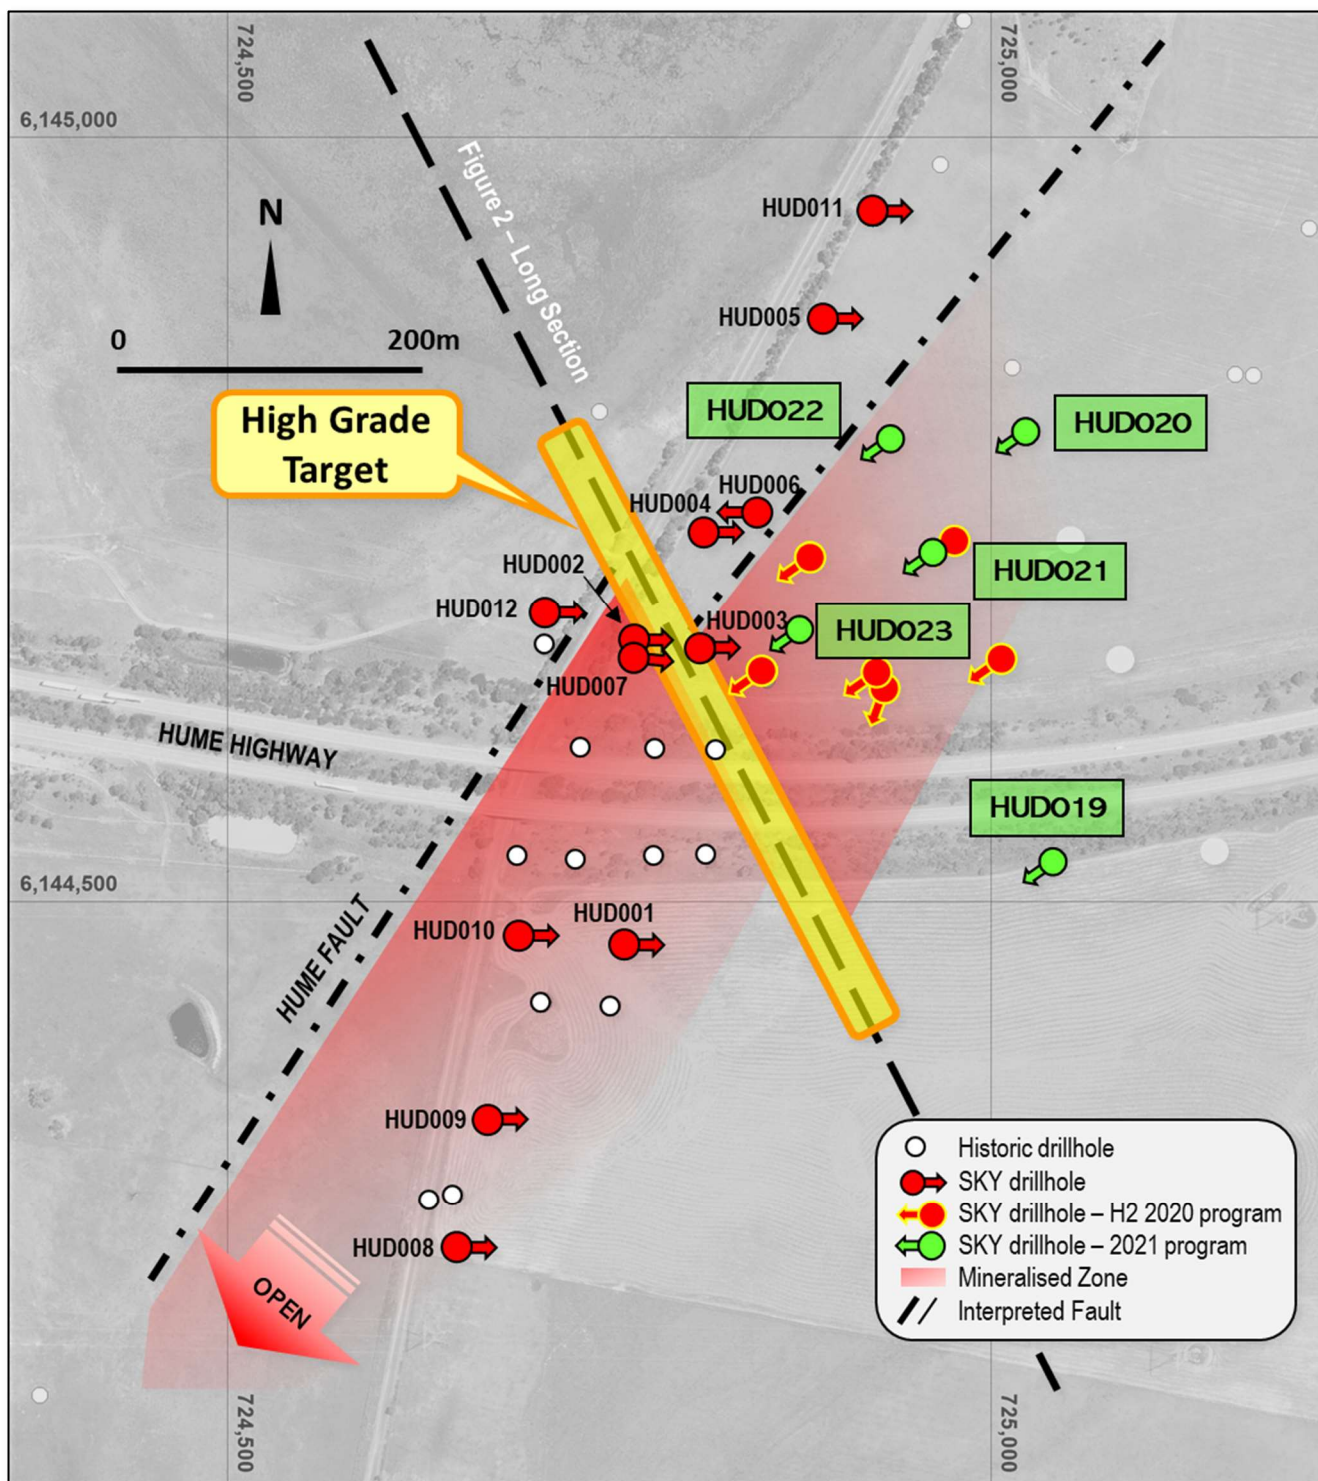 724,500
725,000
6,145,000
Figure 2 – Long Section
HUD011
N
HUD005
0
200m
High Grade
Target
HUD022
HUD020
HUD006
HUD004
HUD002
HUD021
HUD012
HUD003
HUD023
HUD007
HUME HIGHWAY
HUD019
6,144,500
HUD001
HUD010
HUME FAULT
HUD009
HUD008
OPEN
Historic drillhole
SKY drillhole
SKY drillhole – H2 2020 program
SKY drillhole – 2021 program
Mineralised Zone
Interpreted Fault
724,500
725,000